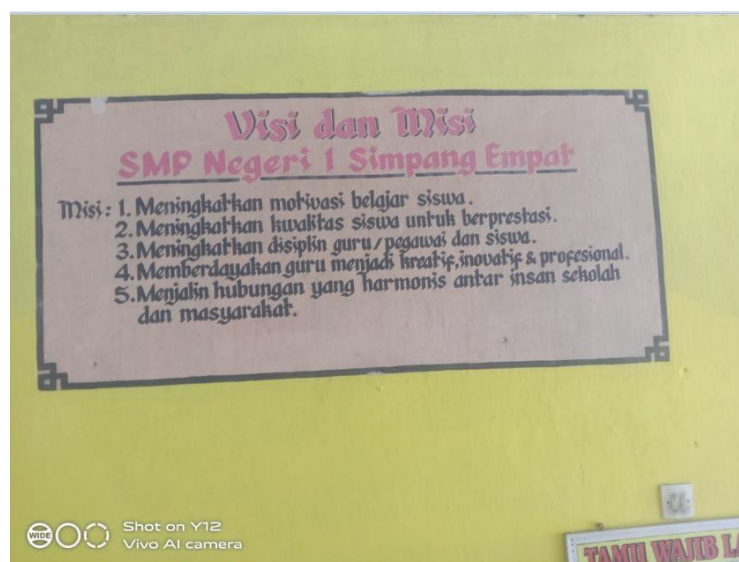 Visi dan Misi
SMP Negeri 1 Simpang Empat
Misi : 1. Meningkatkan motivasi belajar siswa.
2. Meningkatkan kwalitas siswa untuk berprestasi.
3. Meningkatkan disiplin guru/pegawai dan siswa.
4. Memberdayakan guru menjadi kreatif, inovatif & profesional.
5. Menjalin hubungan yang harmonis antar insan sekolah
dan masyarakat.
TAMU WAJIB
WIDE
Shot on Y12
Vivo AI camera